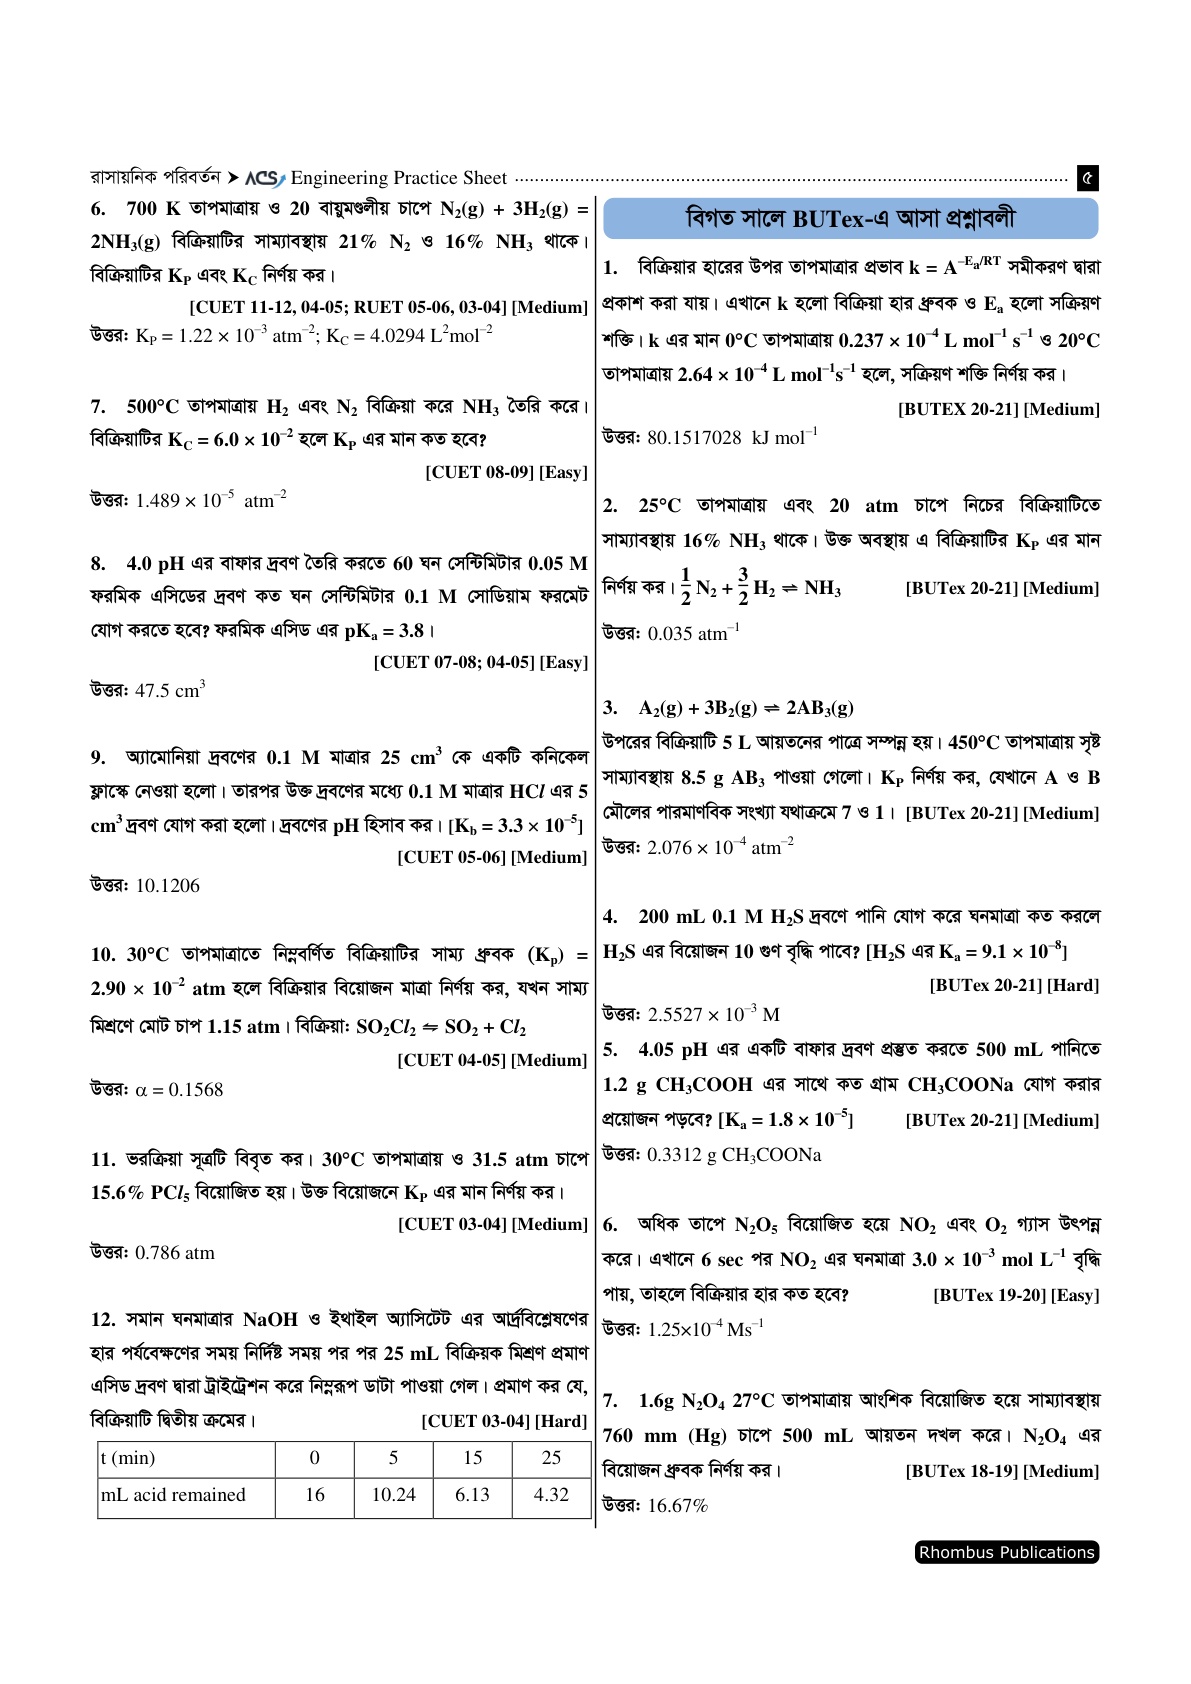 রাসায়নিক পরিবর্তন ➤ ACS Engineering Practice Sheet .................................................... ৫
6. 700 K তাপমাত্রায় ও 20 বায়ুমণ্ডলীয় চাপে N₂(g) + 3H₂(g) =
2NH₃(g) বিক্রিয়াটির সাম্যাবস্থায় 21% N₂ ও 16% NH₃ থাকে।
বিক্রিয়াটির K_P এবং K_C নির্ণয় কর।
[CUET 11-12, 04-05; RUET 05-06, 03-04] [Medium]
উত্তর: K_P = 1.22 × 10⁻³ atm⁻²; K_C = 4.0294 L²mol⁻²
7. 500°C তাপমাত্রায় H₂ এবং N₂ বিক্রিয়া করে NH₃ তৈরি করে।
বিক্রিয়াটির K_C = 6.0 × 10⁻² হলে K_P এর মান কত হবে?
[CUET 08-09] [Easy]
উত্তর: 1.489 × 10⁻⁵ atm⁻²
8. 4.0 pH এর বাফার দ্রবণ তৈরি করতে 60 ঘন সেন্টিমিটার 0.05 M
ফরমিক এসিডের দ্রবণ কত ঘন সেন্টিমিটার 0.1 M সোডিয়াম ফরমেট
যোগ করতে হবে? ফরমিক এসিড এর pKₐ = 3.8।
[CUET 07-08; 04-05] [Easy]
উত্তর: 47.5 cm³
9. অ্যামোনিয়া দ্রবণের 0.1 M মাত্রার 25 cm³ কে একটি কনিকেল
ফ্লাস্কে নেওয়া হলো। তারপর উক্ত দ্রবণের মধ্যে 0.1 M মাত্রার HCl এর 5
cm³ দ্রবণ যোগ করা হলো। দ্রবণের pH হিসাব কর। [K_b = 3.3 × 10⁻⁵]
[CUET 05-06] [Medium]
উত্তর: 10.1206
10. 30°C তাপমাত্রাতে নিম্নবর্ণিত বিক্রিয়াটির সাম্য ধ্রুবক (K_p) =
2.90 × 10⁻² atm হলে বিক্রিয়ার বিয়োজন মাত্রা নির্ণয় কর, যখন সাম্য
মিশ্রণে মোট চাপ 1.15 atm। বিক্রিয়া: SO₂Cl₂ ⇋ SO₂ + Cl₂
[CUET 04-05] [Medium]
উত্তর: α = 0.1568
11. ভরক্রিয়া সূত্রটি বিবৃত কর। 30°C তাপমাত্রায় ও 31.5 atm চাপে
15.6% PCl₅ বিয়োজিত হয়। উক্ত বিয়োজনে K_P এর মান নির্ণয় কর।
[CUET 03-04] [Medium]
উত্তর: 0.786 atm
12. সমান ঘনমাত্রার NaOH ও ইথাইল অ্যাসিটেট এর আর্দ্রবিশ্লেষণের
হার পর্যবেক্ষণের সময় নির্দিষ্ট সময় পর পর 25 mL বিক্রিয়ক মিশ্রণ প্রমাণ
এসিড দ্রবণ দ্বারা ট্রাইট্রেশন করে নিম্নরূপ ডাটা পাওয়া গেল। প্রমাণ কর যে,
বিক্রিয়াটি দ্বিতীয় ক্রমের। [CUET 03-04] [Hard]
t (min) 0 5 15 25
mL acid remained 16 10.24 6.13 4.32
বিগত সালে BUTex-এ আসা প্রশ্নাবলী
1. বিক্রিয়ার হারের উপর তাপমাত্রার প্রভাব k = A⁻ᴱᵃ/ᴿᵀ সমীকরণ দ্বারা
প্রকাশ করা যায়। এখানে k হলো বিক্রিয়া হার ধ্রুবক ও Eₐ হলো সক্রিয়ণ
শক্তি। k এর মান 0°C তাপমাত্রায় 0.237 × 10⁻⁴ L mol⁻¹ s⁻¹ ও 20°C
তাপমাত্রায় 2.64 × 10⁻⁴ L mol⁻¹s⁻¹ হলে, সক্রিয়ণ শক্তি নির্ণয় কর।
[BUTEX 20-21] [Medium]
উত্তর: 80.1517028 kJ mol⁻¹
2. 25°C তাপমাত্রায় এবং 20 atm চাপে নিচের বিক্রিয়াটিতে
সাম্যাবস্থায় 16% NH₃ থাকে। উক্ত অবস্থায় এ বিক্রিয়াটির K_P এর মান
নির্ণয় কর। 1/2 N₂ + 3/2 H₂ ⇌ NH₃ [BUTex 20-21] [Medium]
উত্তর: 0.035 atm⁻¹
3. A₂(g) + 3B₂(g) ⇌ 2AB₃(g)
উপরের বিক্রিয়াটি 5 L আয়তনের পাত্রে সম্পন্ন হয়। 450°C তাপমাত্রায় সৃষ্ট
সাম্যাবস্থায় 8.5 g AB₃ পাওয়া গেলো। K_P নির্ণয় কর, যেখানে A ও B
মৌলের পারমাণবিক সংখ্যা যথাক্রমে 7 ও 1। [BUTex 20-21] [Medium]
উত্তর: 2.076 × 10⁻⁴ atm⁻²
4. 200 mL 0.1 M H₂S দ্রবণে পানি যোগ করে ঘনমাত্রা কত করলে
H₂S এর বিয়োজন 10 গুণ বৃদ্ধি পাবে? [H₂S এর Kₐ = 9.1 × 10⁻⁸]
[BUTex 20-21] [Hard]
উত্তর: 2.5527 × 10⁻³ M
5. 4.05 pH এর একটি বাফার দ্রবণ প্রস্তুত করতে 500 mL পানিতে
1.2 g CH₃COOH এর সাথে কত গ্রাম CH₃COONa যোগ করার
প্রয়োজন পড়বে? [Kₐ = 1.8 × 10⁻⁵] [BUTex 20-21] [Medium]
উত্তর: 0.3312 g CH₃COONa
6. অধিক তাপে N₂O₅ বিয়োজিত হয়ে NO₂ এবং O₂ গ্যাস উৎপন্ন
করে। এখানে 6 sec পর NO₂ এর ঘনমাত্রা 3.0 × 10⁻³ mol L⁻¹ বৃদ্ধি
পায়, তাহলে বিক্রিয়ার হার কত হবে? [BUTex 19-20] [Easy]
উত্তর: 1.25×10⁻⁴ Ms⁻¹
7. 1.6g N₂O₄ 27°C তাপমাত্রায় আংশিক বিয়োজিত হয়ে সাম্যাবস্থায়
760 mm (Hg) চাপে 500 mL আয়তন দখল করে। N₂O₄ এর
বিয়োজন ধ্রুবক নির্ণয় কর। [BUTex 18-19] [Medium]
উত্তর: 16.67%
Rhombus Publications